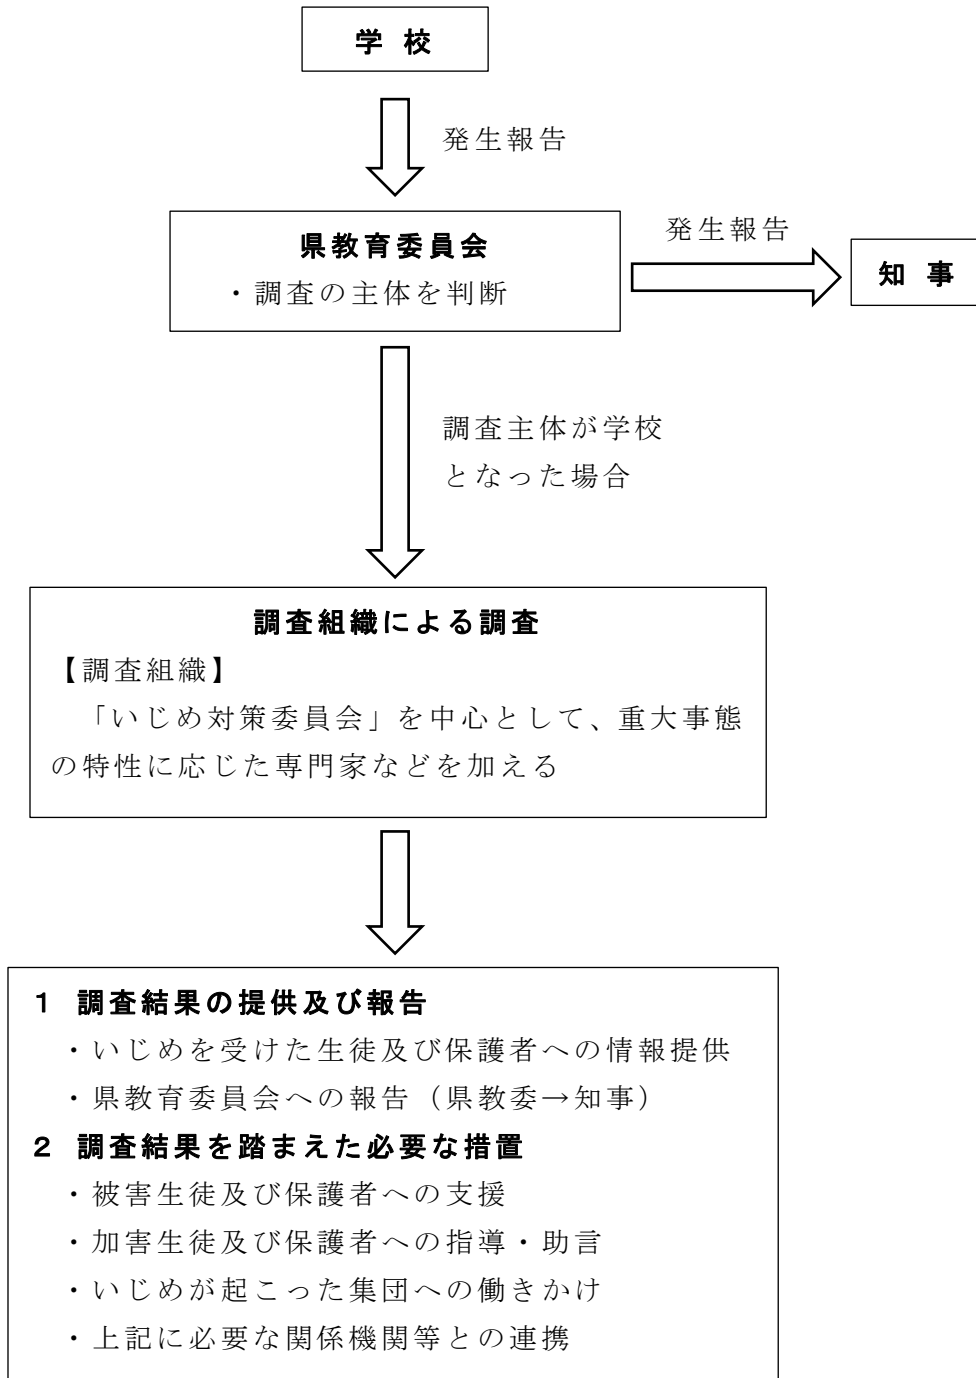 学 校
発生報告
県教育委員会
・調査の主体を判断
発生報告
知 事
調査主体が学校
となった場合
調査組織による調査
【調査組織】
「いじめ対策委員会」を中心として、重大事態
の特性に応じた専門家などを加える
１ 調査結果の提供及び報告
・いじめを受けた生徒及び保護者への情報提供
・県教育委員会への報告（県教委→知事）
２ 調査結果を踏まえた必要な措置
・被害生徒及び保護者への支援
・加害生徒及び保護者への指導・助言
・いじめが起こった集団への働きかけ
・上記に必要な関係機関等との連携